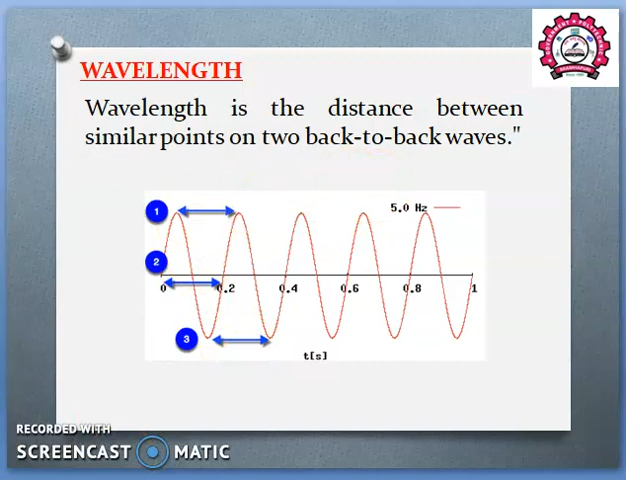 WAVELENGTH
Wavelength is the distance between
similar points on two back-to-back waves."
5.0 Hz
1
2
0 0.2 0.4 0.6 0.8 1
3
t[s]
RECORDED WITH
SCREENCAST MATIC